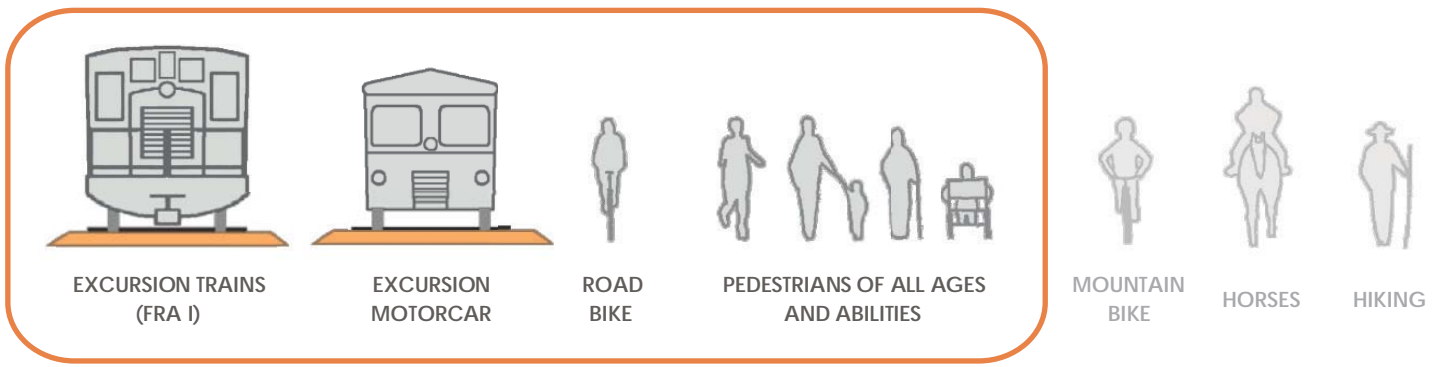 EXCURSION TRAINS
(FRA I)
EXCURSION
MOTORCAR
ROAD
BIKE
PEDESTRIANS OF ALL AGES
AND ABILITIES
MOUNTAIN
BIKE
HORSES
HIKING